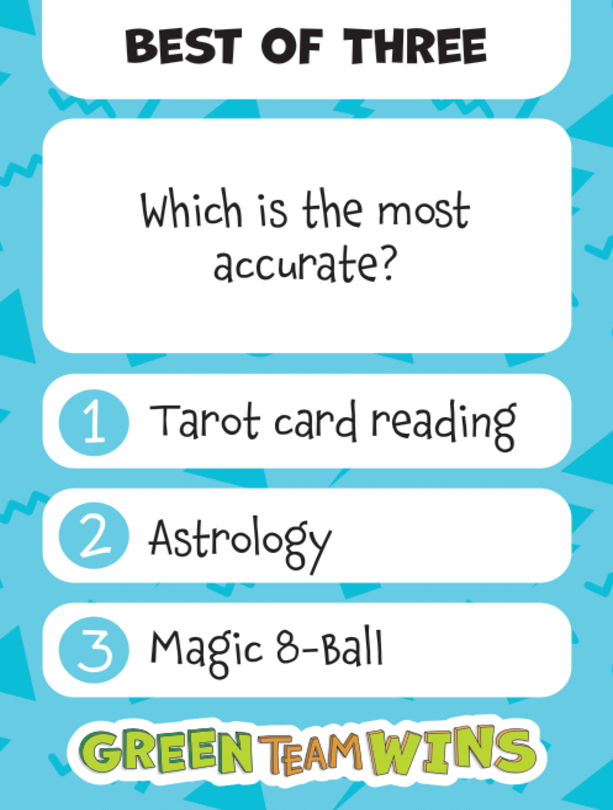 BEST OF THREE
Which is the most
accurate?
1 Tarot card reading
2 Astrology
3 Magic 8-Ball
GREEN TEAM WINS